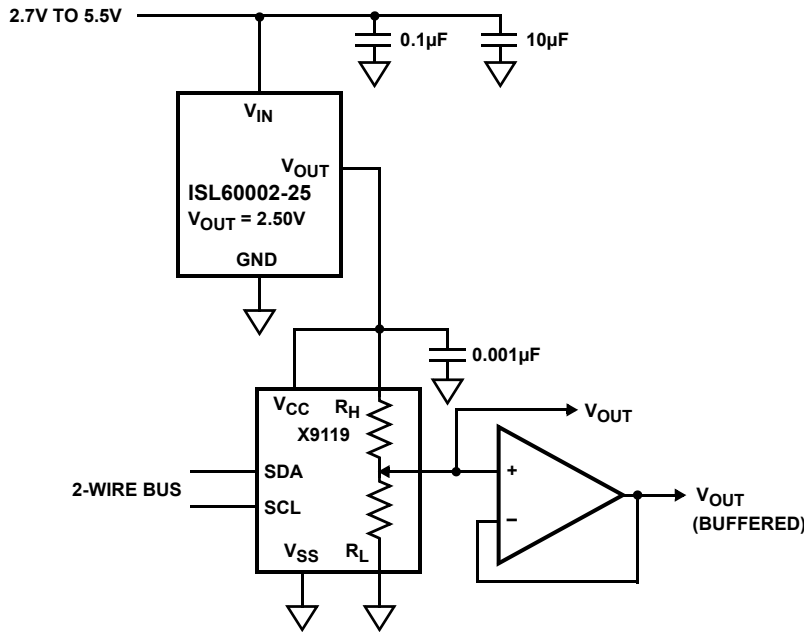 2.7V TO 5.5V
0.1µF
10µF
VIN
VOUT
ISL60002-25
VOUT = 2.50V
GND
0.001µF
VCC
RH
X9119
VOUT
SDA
2-WIRE BUS
SCL
+
−
VOUT
(BUFFERED)
VSS
RL